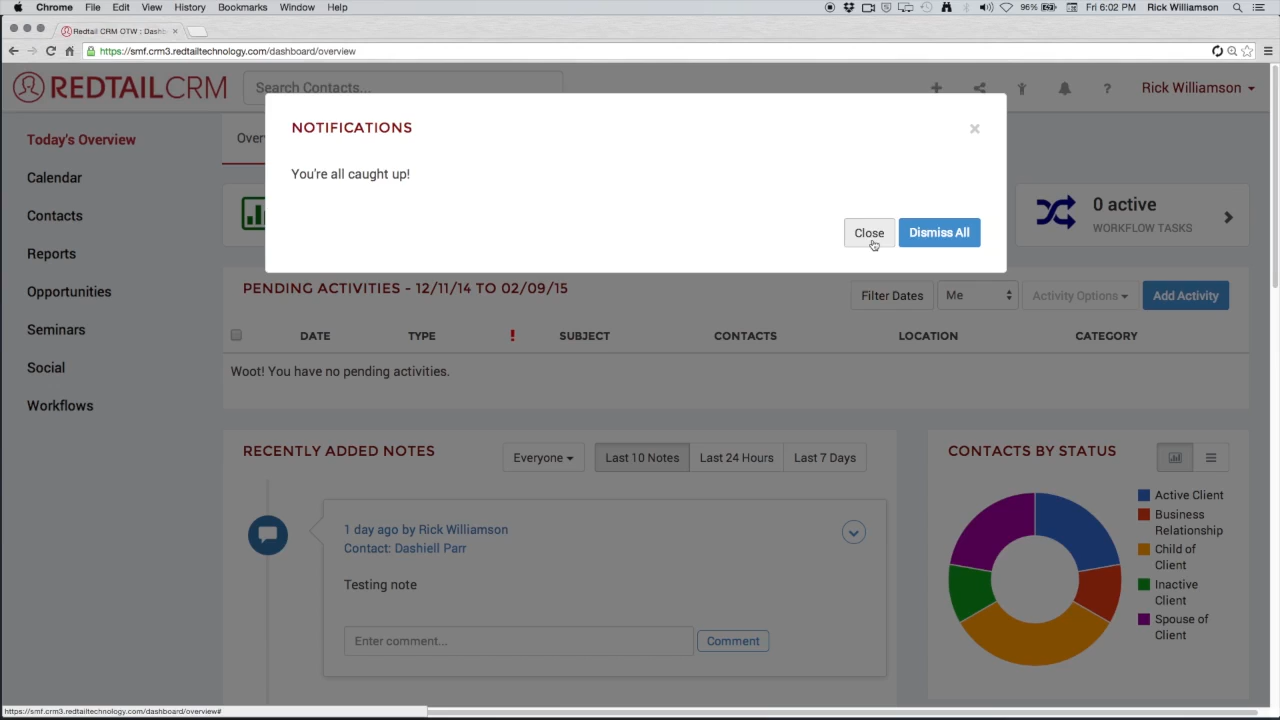 Chrome File Edit View History Bookmarks Window Help 96% Fri 6:02 PM Rick Williamson
Redtail CRM OTW : Dashb
https://smf.crm3.redtailtechnology.com/dashboard/overview
REDTAILCRM Search Contacts... ? Rick Williamson
NOTIFICATIONS
×
You're all caught up!
Close Dismiss All
Today's Overview
Calendar
Contacts
Reports
Opportunities
Seminars
Social
Workflows
Over
0 active
WORKFLOW TASKS
PENDING ACTIVITIES - 12/11/14 TO 02/09/15
Filter Dates Me Activity Options Add Activity
DATE TYPE ! SUBJECT CONTACTS LOCATION CATEGORY
Woot! You have no pending activities.
RECENTLY ADDED NOTES
Everyone Last 10 Notes Last 24 Hours Last 7 Days
1 day ago by Rick Williamson
Contact: Dashiell Parr
Testing note
Enter comment... Comment
CONTACTS BY STATUS
Active Client
Business
Relationship
Child of
Client
Inactive
Client
Spouse of
Client
https://smf.crm3.redtailtechnology.com/dashboard/overview#